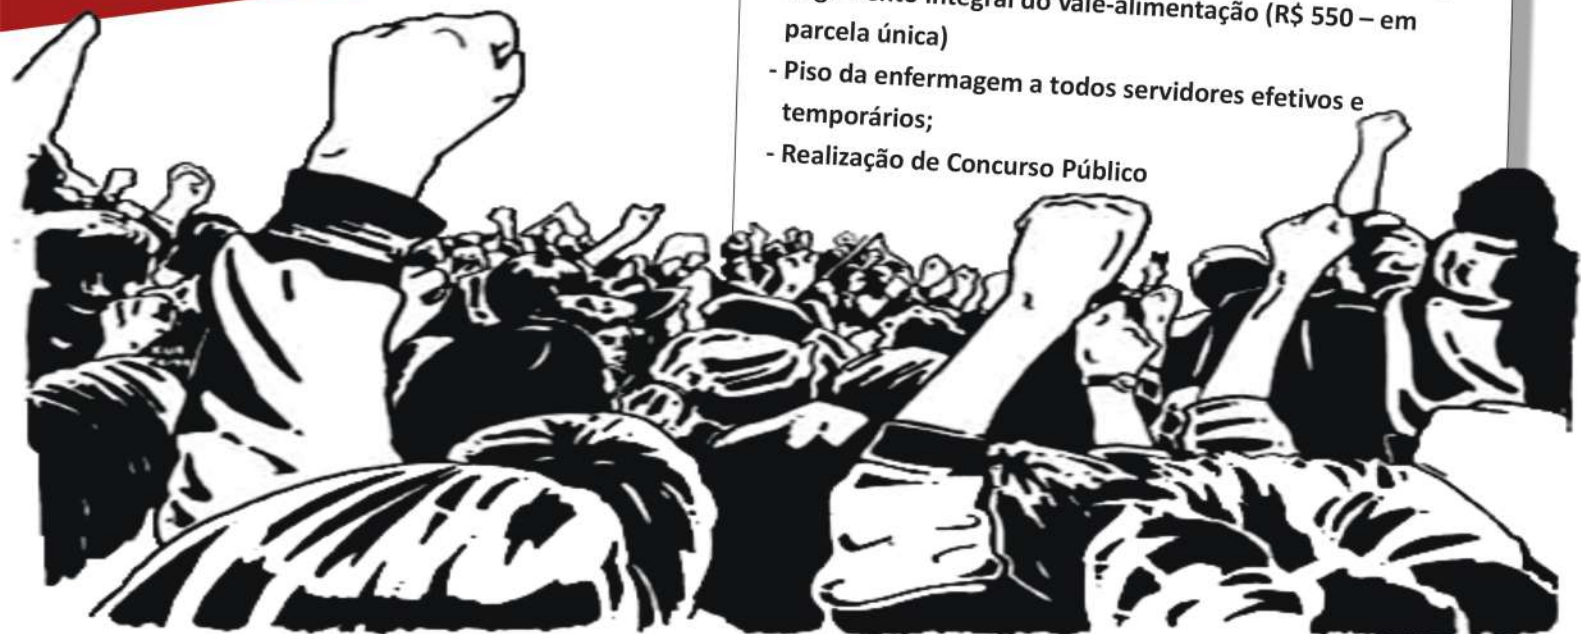 integral do vale-alimentação (R$ 550 – em
parcela única)
- Piso da enfermagem a todos servidores efetivos e
temporários;
- Realização de Concurso Público